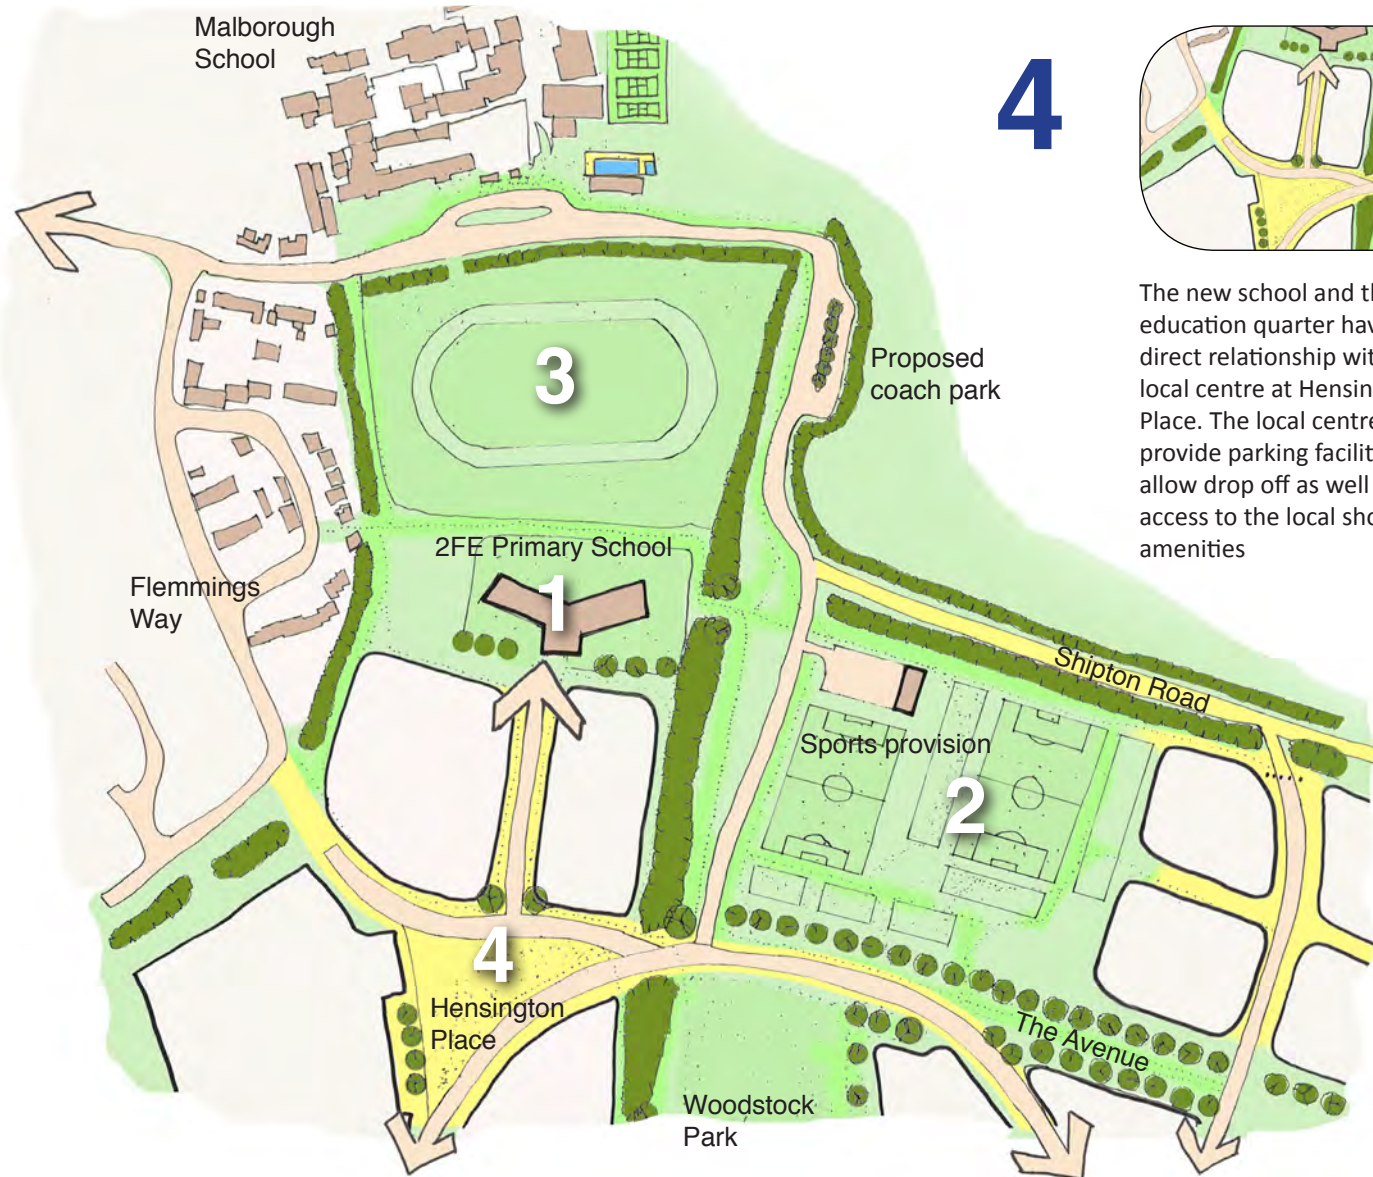 Malborough
School
4
The new school and th
education quarter hav
direct relationship wit
local centre at Hensin
Place. The local centre
provide parking facilit
allow drop off as well
access to the local sho
amenities
3
Proposed
coach park
2FE Primary School
1
Flemmings
Way
Shipton Road
Sports provision
2
4
Hensington
Place
The Avenue
Woodstock
Park